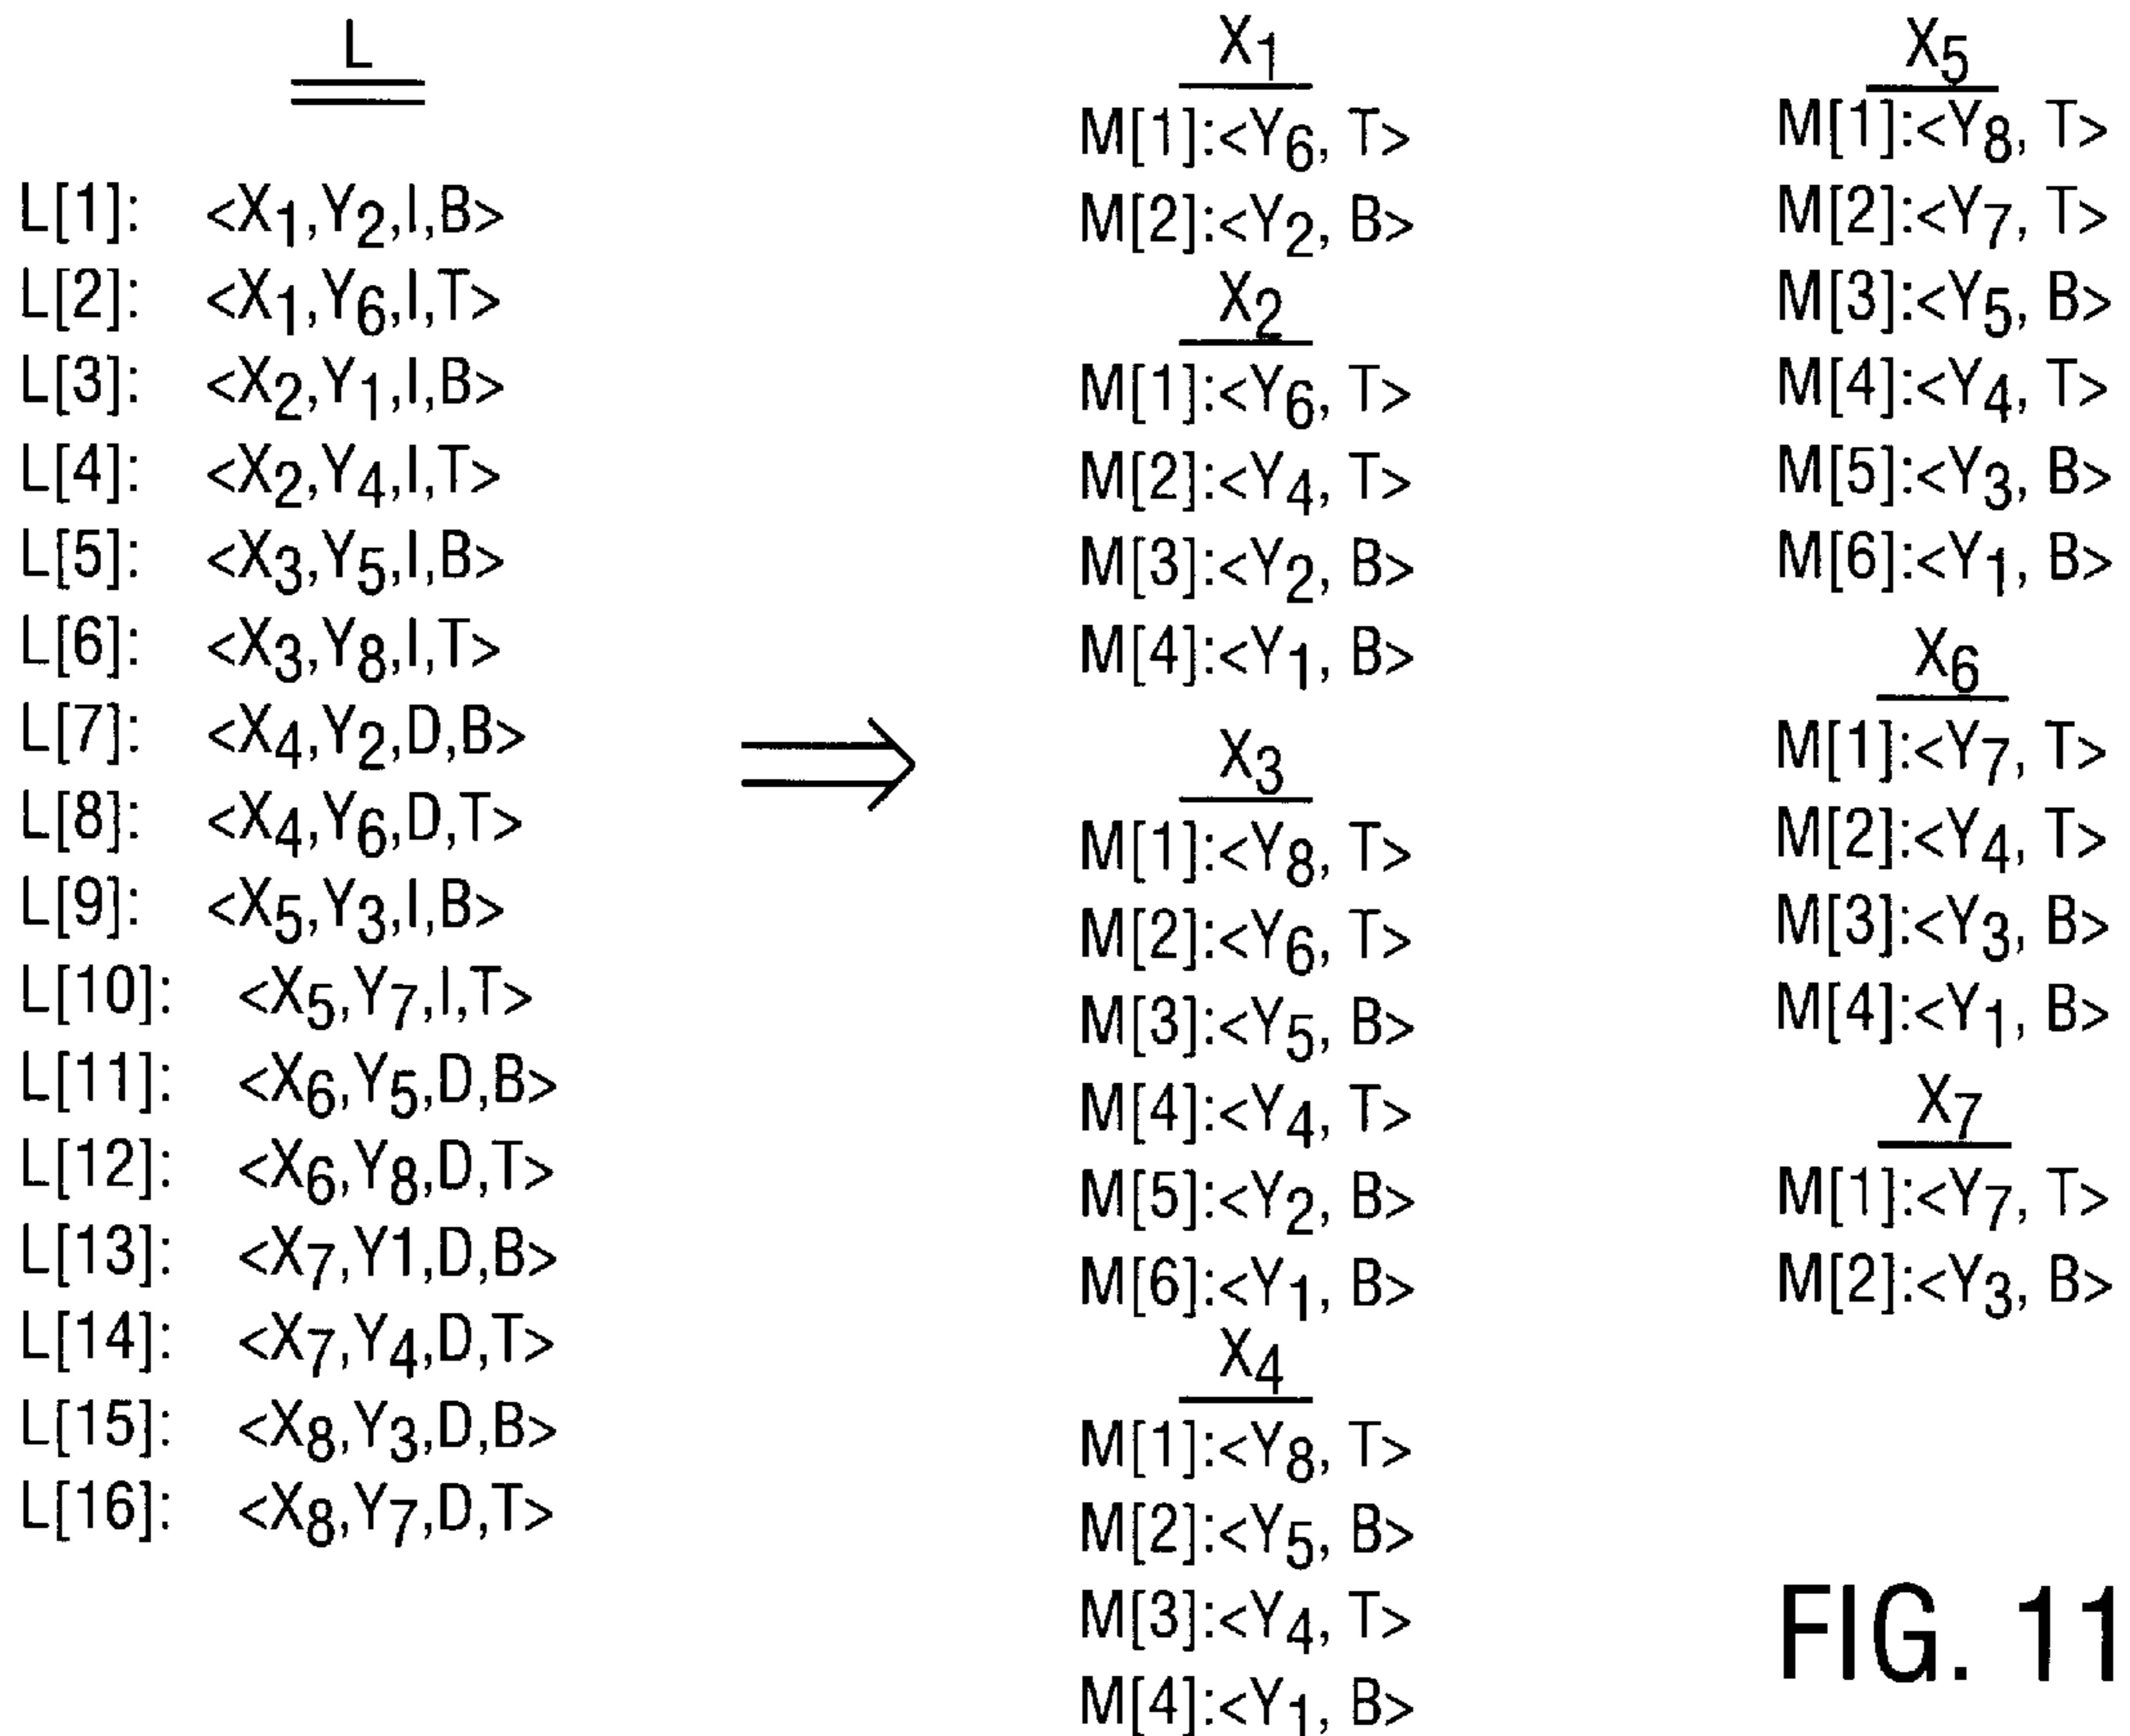 L
L[1]: <X1,Y2,I,B>
L[2]: <X1,Y6,I,T>
L[3]: <X2,Y1,I,B>
L[4]: <X2,Y4,I,T>
L[5]: <X3,Y5,I,B>
L[6]: <X3,Y8,I,T>
L[7]: <X4,Y2,D,B>
L[8]: <X4,Y6,D,T>
L[9]: <X5,Y3,I,B>
L[10]: <X5,Y7,I,T>
L[11]: <X6,Y5,D,B>
L[12]: <X6,Y8,D,T>
L[13]: <X7,Y1,D,B>
L[14]: <X7,Y4,D,T>
L[15]: <X8,Y3,D,B>
L[16]: <X8,Y7,D,T>
X1
M[1]:<Y6, T>
M[2]:<Y2, B>
X2
M[1]:<Y6, T>
M[2]:<Y4, T>
M[3]:<Y2, B>
M[4]:<Y1, B>
X3
M[1]:<Y8, T>
M[2]:<Y6, T>
M[3]:<Y5, B>
M[4]:<Y4, T>
M[5]:<Y2, B>
M[6]:<Y1, B>
X4
M[1]:<Y8, T>
M[2]:<Y5, B>
M[3]:<Y4, T>
M[4]:<Y1, B>
X5
M[1]:<Y8, T>
M[2]:<Y7, T>
M[3]:<Y5, B>
M[4]:<Y4, T>
M[5]:<Y3, B>
M[6]:<Y1, B>
X6
M[1]:<Y7, T>
M[2]:<Y4, T>
M[3]:<Y3, B>
M[4]:<Y1, B>
X7
M[1]:<Y7, T>
M[2]:<Y3, B>
FIG. 11